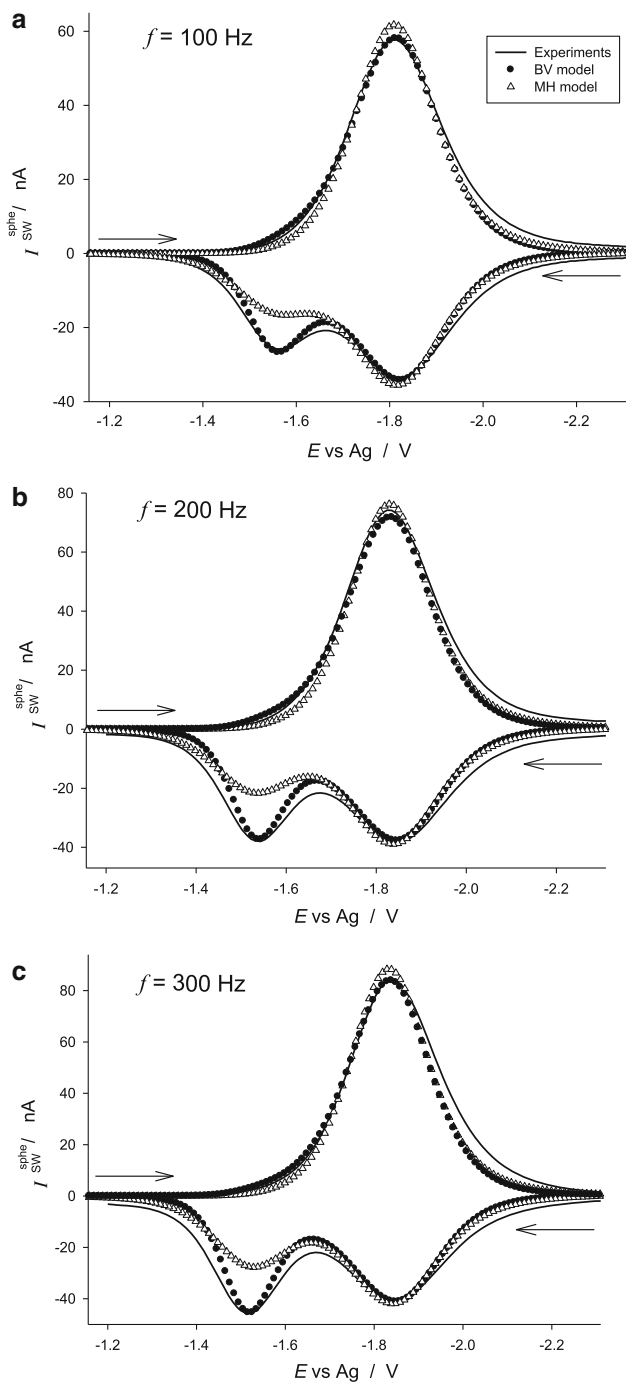 a
f = 100 Hz
Experiments
BV model
MH model
60
40
20
0
-20
-40
I sphe SW / nA
-1.2 -1.4 -1.6 -1.8 -2.0 -2.2
E vs Ag / V
b
f = 200 Hz
80
60
40
20
0
-20
-40
I sphe SW / nA
-1.2 -1.4 -1.6 -1.8 -2.0 -2.2
E vs Ag / V
c
f = 300 Hz
80
60
40
20
0
-20
-40
I sphe SW / nA
-1.2 -1.4 -1.6 -1.8 -2.0 -2.2
E vs Ag / V